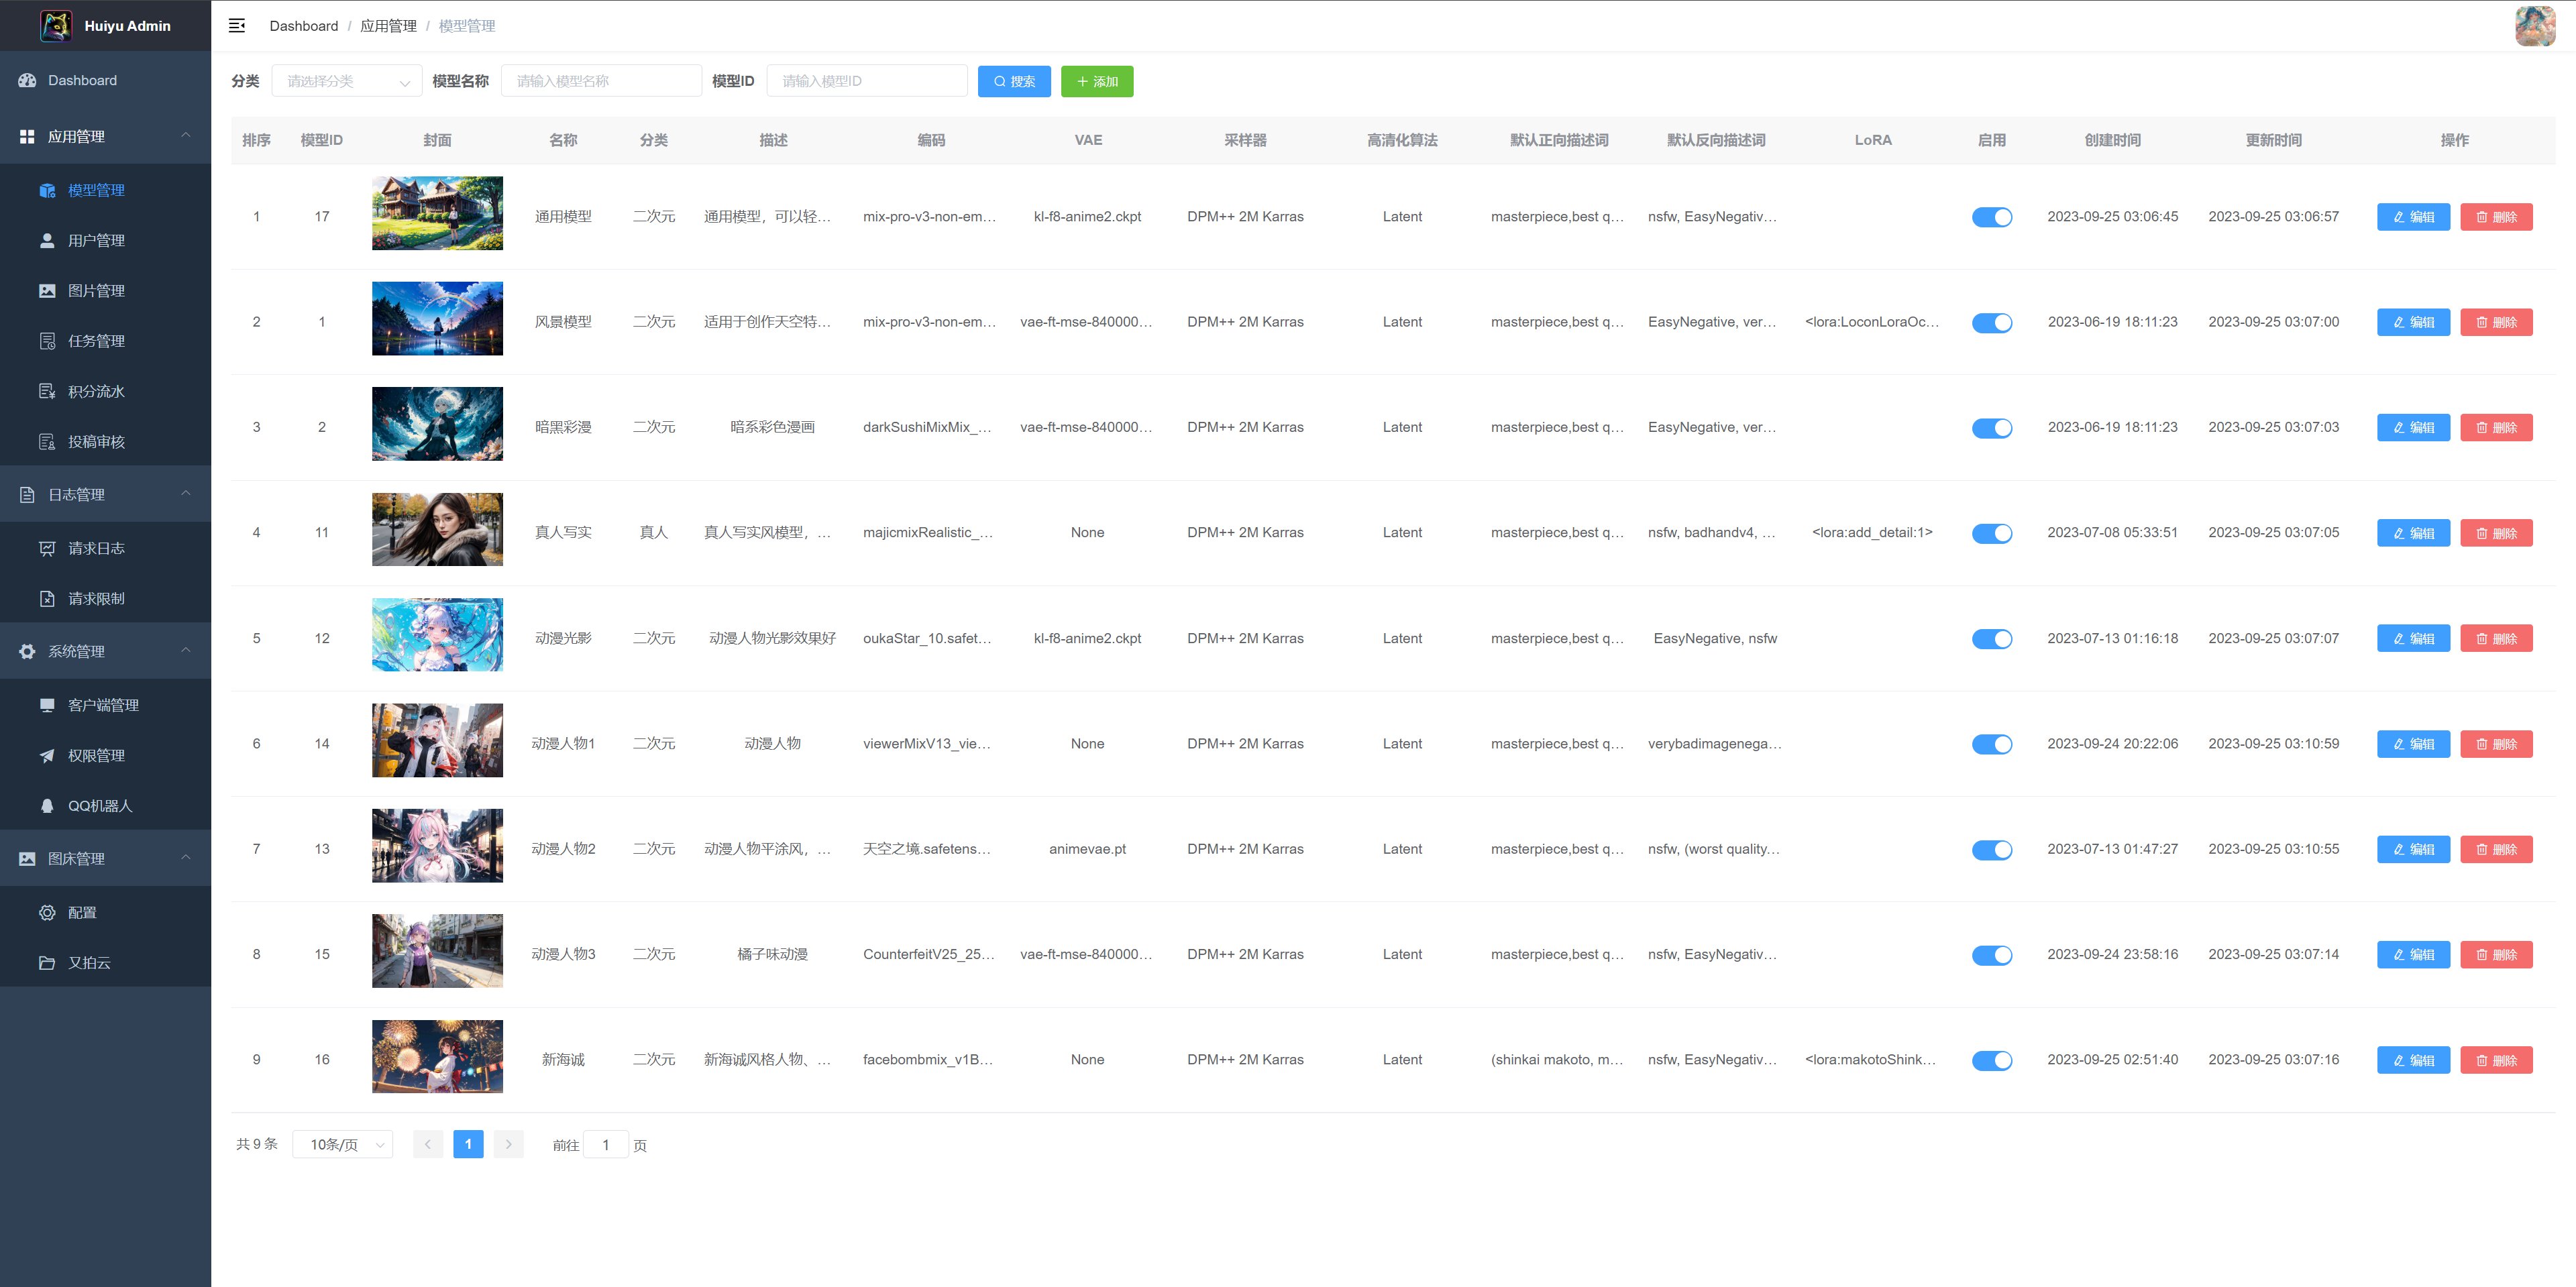 Huiyu Admin
Dashboard / 应用管理 / 模型管理
Dashboard
应用管理
模型管理
用户管理
图片管理
任务管理
积分流水
投稿审核
日志管理
请求日志
请求限制
系统管理
客户端管理
权限管理
QQ机器人
图床管理
配置
又拍云
分类 请选择分类 模型名称 请输入模型名称 模型ID 请输入模型ID 搜索 添加
排序 模型ID 封面 名称 分类 描述 编码 VAE 采样器 高清化算法 默认正向描述词 默认反向描述词 LoRA 启用 创建时间 更新时间 操作
1 17 通用模型 二次元 通用模型，可以轻… mix-pro-v3-non-em… kl-f8-anime2.ckpt DPM++ 2M Karras Latent masterpiece,best q… nsfw, EasyNegativ… 2023-09-25 03:06:45 2023-09-25 03:06:57 编辑 删除
2 1 风景模型 二次元 适用于创作天空特… mix-pro-v3-non-em… vae-ft-mse-840000… DPM++ 2M Karras Latent masterpiece,best q… EasyNegative, ver… <lora:LoconLoraOc… 2023-06-19 18:11:23 2023-09-25 03:07:00 编辑 删除
3 2 暗黑彩漫 二次元 暗系彩色漫画 darkSushiMixMix_… vae-ft-mse-840000… DPM++ 2M Karras Latent masterpiece,best q… EasyNegative, ver… 2023-06-19 18:11:23 2023-09-25 03:07:03 编辑 删除
4 11 真人写实 真人 真人写实风模型，… majicmixRealistic_… None DPM++ 2M Karras Latent masterpiece,best q… nsfw, badhandv4, … <lora:add_detail:1> 2023-07-08 05:33:51 2023-09-25 03:07:05 编辑 删除
5 12 动漫光影 二次元 动漫人物光影效果好 oukaStar_10.safet… kl-f8-anime2.ckpt DPM++ 2M Karras Latent masterpiece,best q… EasyNegative, nsfw 2023-07-13 01:16:18 2023-09-25 03:07:07 编辑 删除
6 14 动漫人物1 二次元 动漫人物 viewerMixV13_vie… None DPM++ 2M Karras Latent masterpiece,best q… verybadimagenega… 2023-09-24 20:22:06 2023-09-25 03:10:59 编辑 删除
7 13 动漫人物2 二次元 动漫人物平涂风，… 天空之境.safetens… animevae.pt DPM++ 2M Karras Latent masterpiece,best q… nsfw, (worst quality… 2023-07-13 01:47:27 2023-09-25 03:10:55 编辑 删除
8 15 动漫人物3 二次元 橘子味动漫 CounterfeitV25_25… vae-ft-mse-840000… DPM++ 2M Karras Latent masterpiece,best q… nsfw, EasyNegativ… 2023-09-24 23:58:16 2023-09-25 03:07:14 编辑 删除
9 16 新海诚 二次元 新海诚风格人物、… facebombmix_v1B… None DPM++ 2M Karras Latent (shinkai makoto, m… nsfw, EasyNegativ… <lora:makotoShink… 2023-09-25 02:51:40 2023-09-25 03:07:16 编辑 删除
共 9 条 10条/页 1 前往 1 页